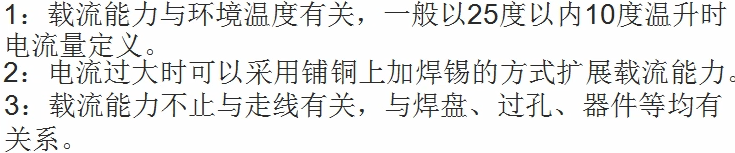 1：载流能力与环境温度有关，一般以25度以内10度温升时
电流量定义。
2：电流过大时可以采用铺铜上加焊锡的方式扩展载流能力。
3：载流能力不止与走线有关，与焊盘、过孔、器件等均有
关系。